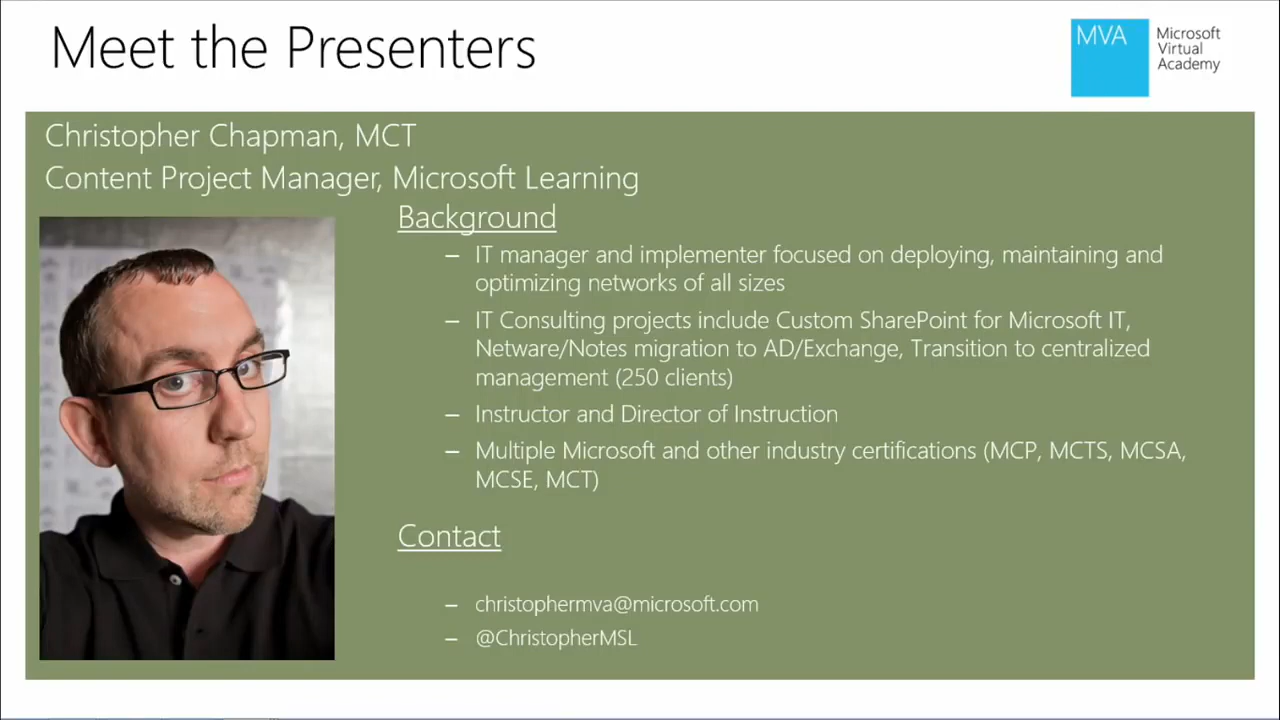 Meet the Presenters
MVA
Microsoft
Virtual
Academy
Christopher Chapman, MCT
Content Project Manager, Microsoft Learning
Background
– IT manager and implementer focused on deploying, maintaining and
optimizing networks of all sizes
– IT Consulting projects include Custom SharePoint for Microsoft IT,
Netware/Notes migration to AD/Exchange, Transition to centralized
management (250 clients)
– Instructor and Director of Instruction
– Multiple Microsoft and other industry certifications (MCP, MCTS, MCSA,
MCSE, MCT)
Contact
– christophermva@microsoft.com
– @ChristopherMSL